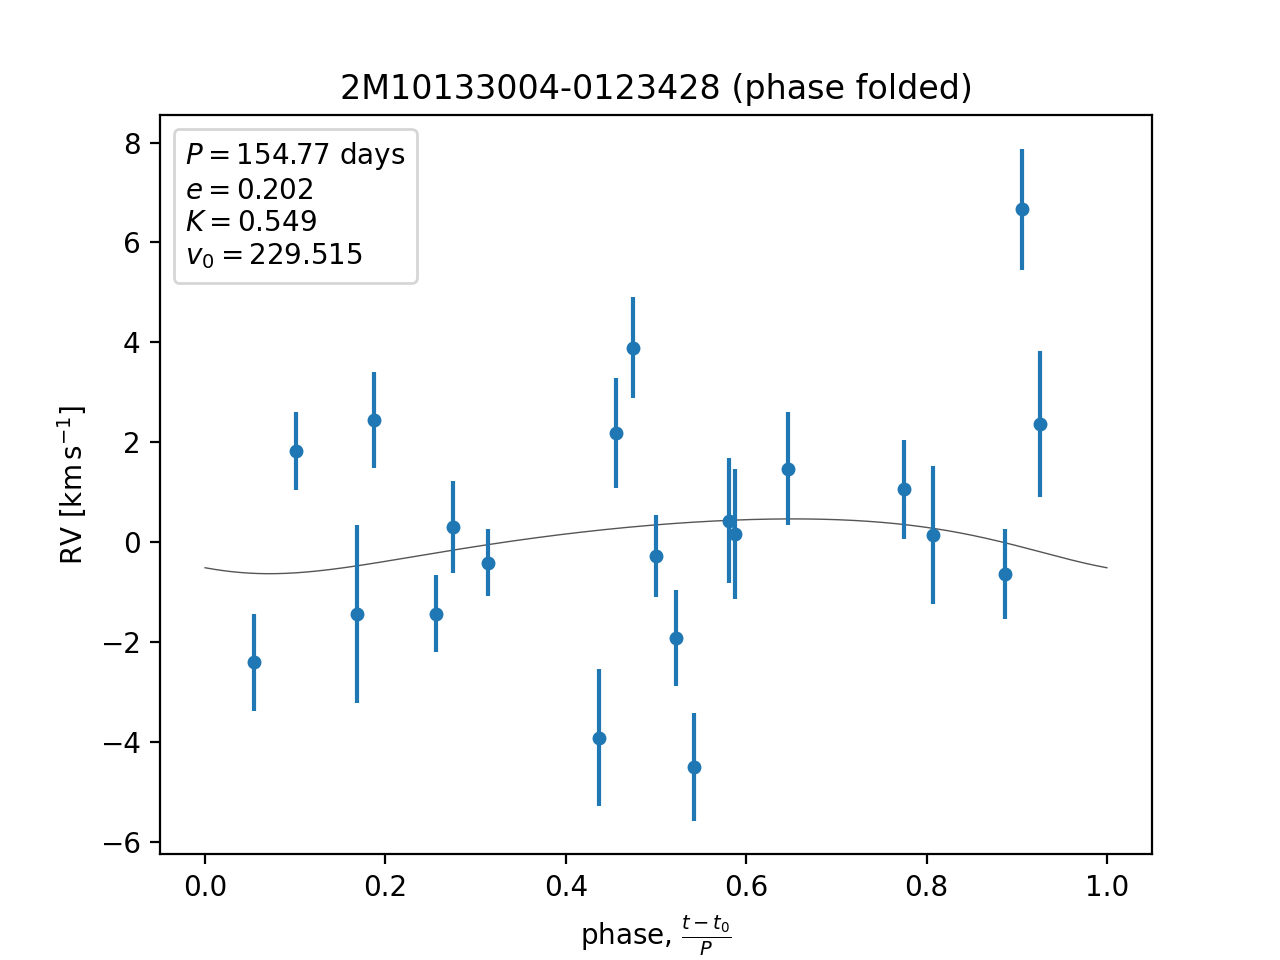 2M10133004-0123428 (phase folded)
P = 154.77 days
e = 0.202
K = 0.549
v₀ = 229.515
8
6
4
2
0
−2
−4
−6
RV [km s⁻¹]
0.0 0.2 0.4 0.6 0.8 1.0
phase, (t − t₀)/P